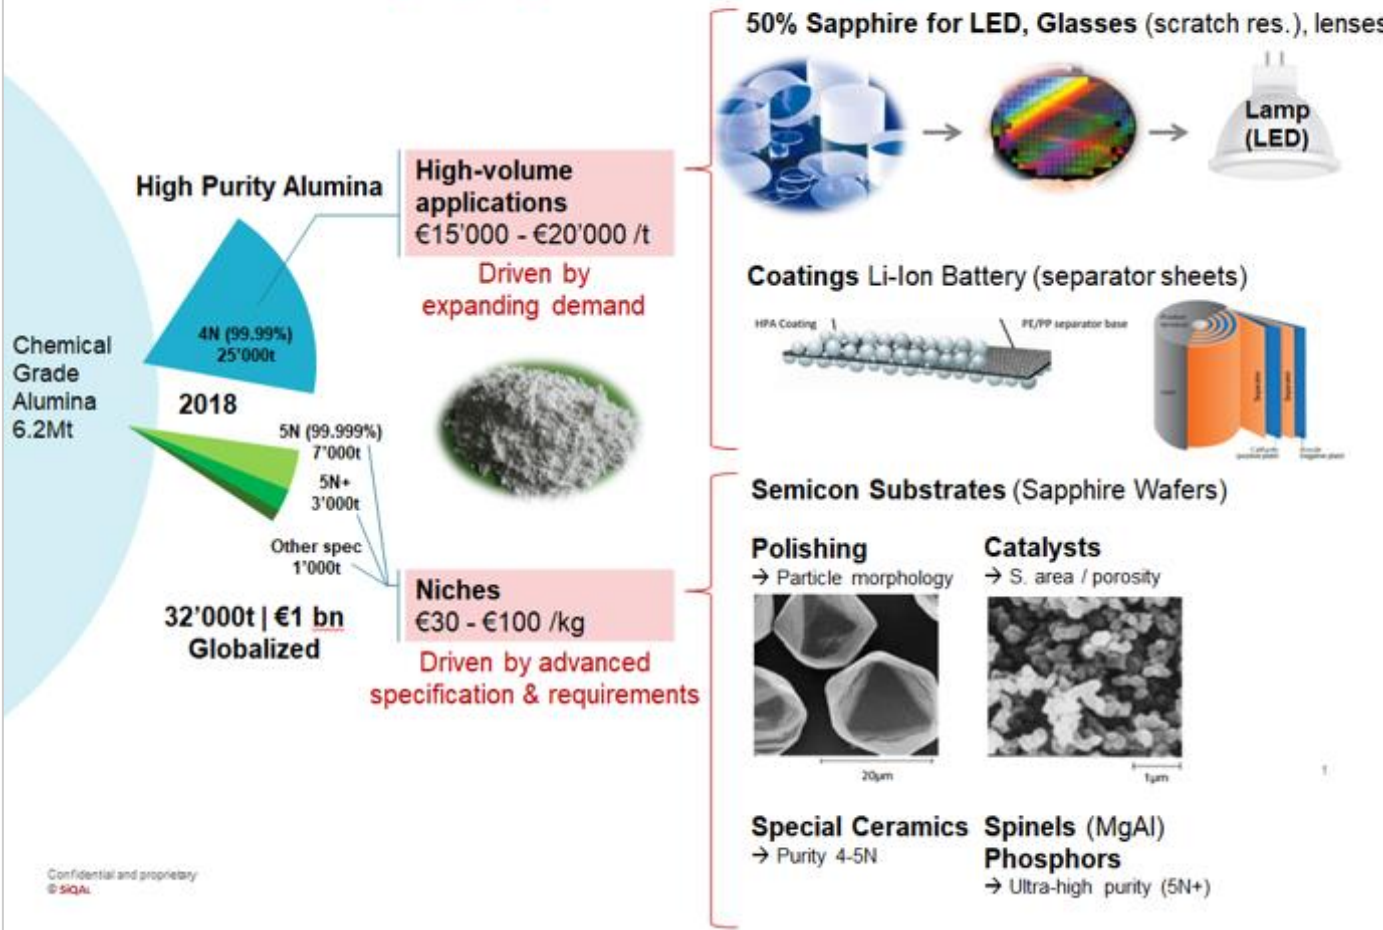 50% Sapphire for LED, Glasses (scratch res.), lenses
Lamp
(LED)
High Purity Alumina
High-volume
applications
€15'000 - €20'000 /t
Driven by
expanding demand
4N (99.99%)
25'000t
Chemical
Grade
Alumina
6.2Mt
2018
Coatings Li-Ion Battery (separator sheets)
HPA Coating
PE/PP separator base
Separator
Separator
5N (99.999%)
7'000t
5N+
3'000t
Other spec
1'000t
32'000t | €1 bn
Globalized
Niches
€30 - €100 /kg
Driven by advanced
specification & requirements
Semicon Substrates (Sapphire Wafers)
Polishing
→ Particle morphology
20µm
Catalysts
→ S. area / porosity
1µm
1
Special Ceramics
→ Purity 4-5N
Spinels (MgAl)
Phosphors
→ Ultra-high purity (5N+)
Confidential and proprietary
© SiQAL